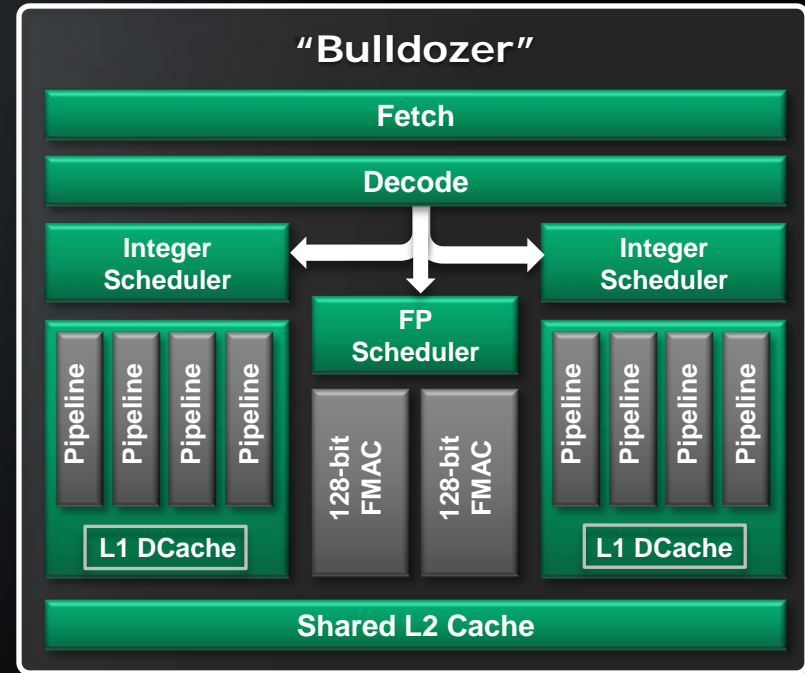 “Bulldozer”
Fetch
Decode
Integer
Scheduler
Integer
Scheduler
FP
Scheduler
Pipeline
Pipeline
Pipeline
Pipeline
L1 DCache
128-bit
FMAC
128-bit
FMAC
Pipeline
Pipeline
Pipeline
Pipeline
L1 DCache
Shared L2 Cache